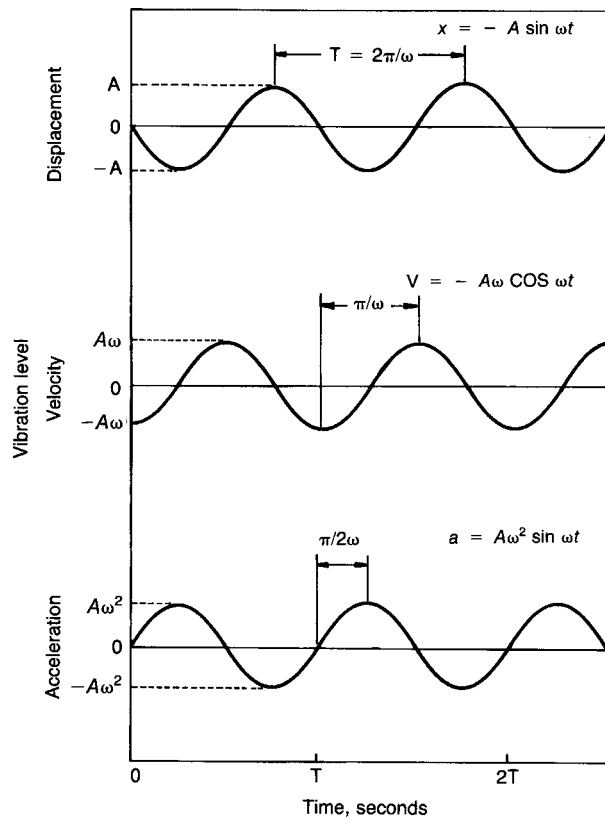 x = − A sin ωt
T = 2π/ω
A
0
−A
Displacement
V = − Aω COS ωt
π/ω
Aω
0
−Aω
Vibration level
Velocity
a = Aω² sin ωt
π/2ω
Aω²
0
−Aω²
Acceleration
0 T 2T
Time, seconds